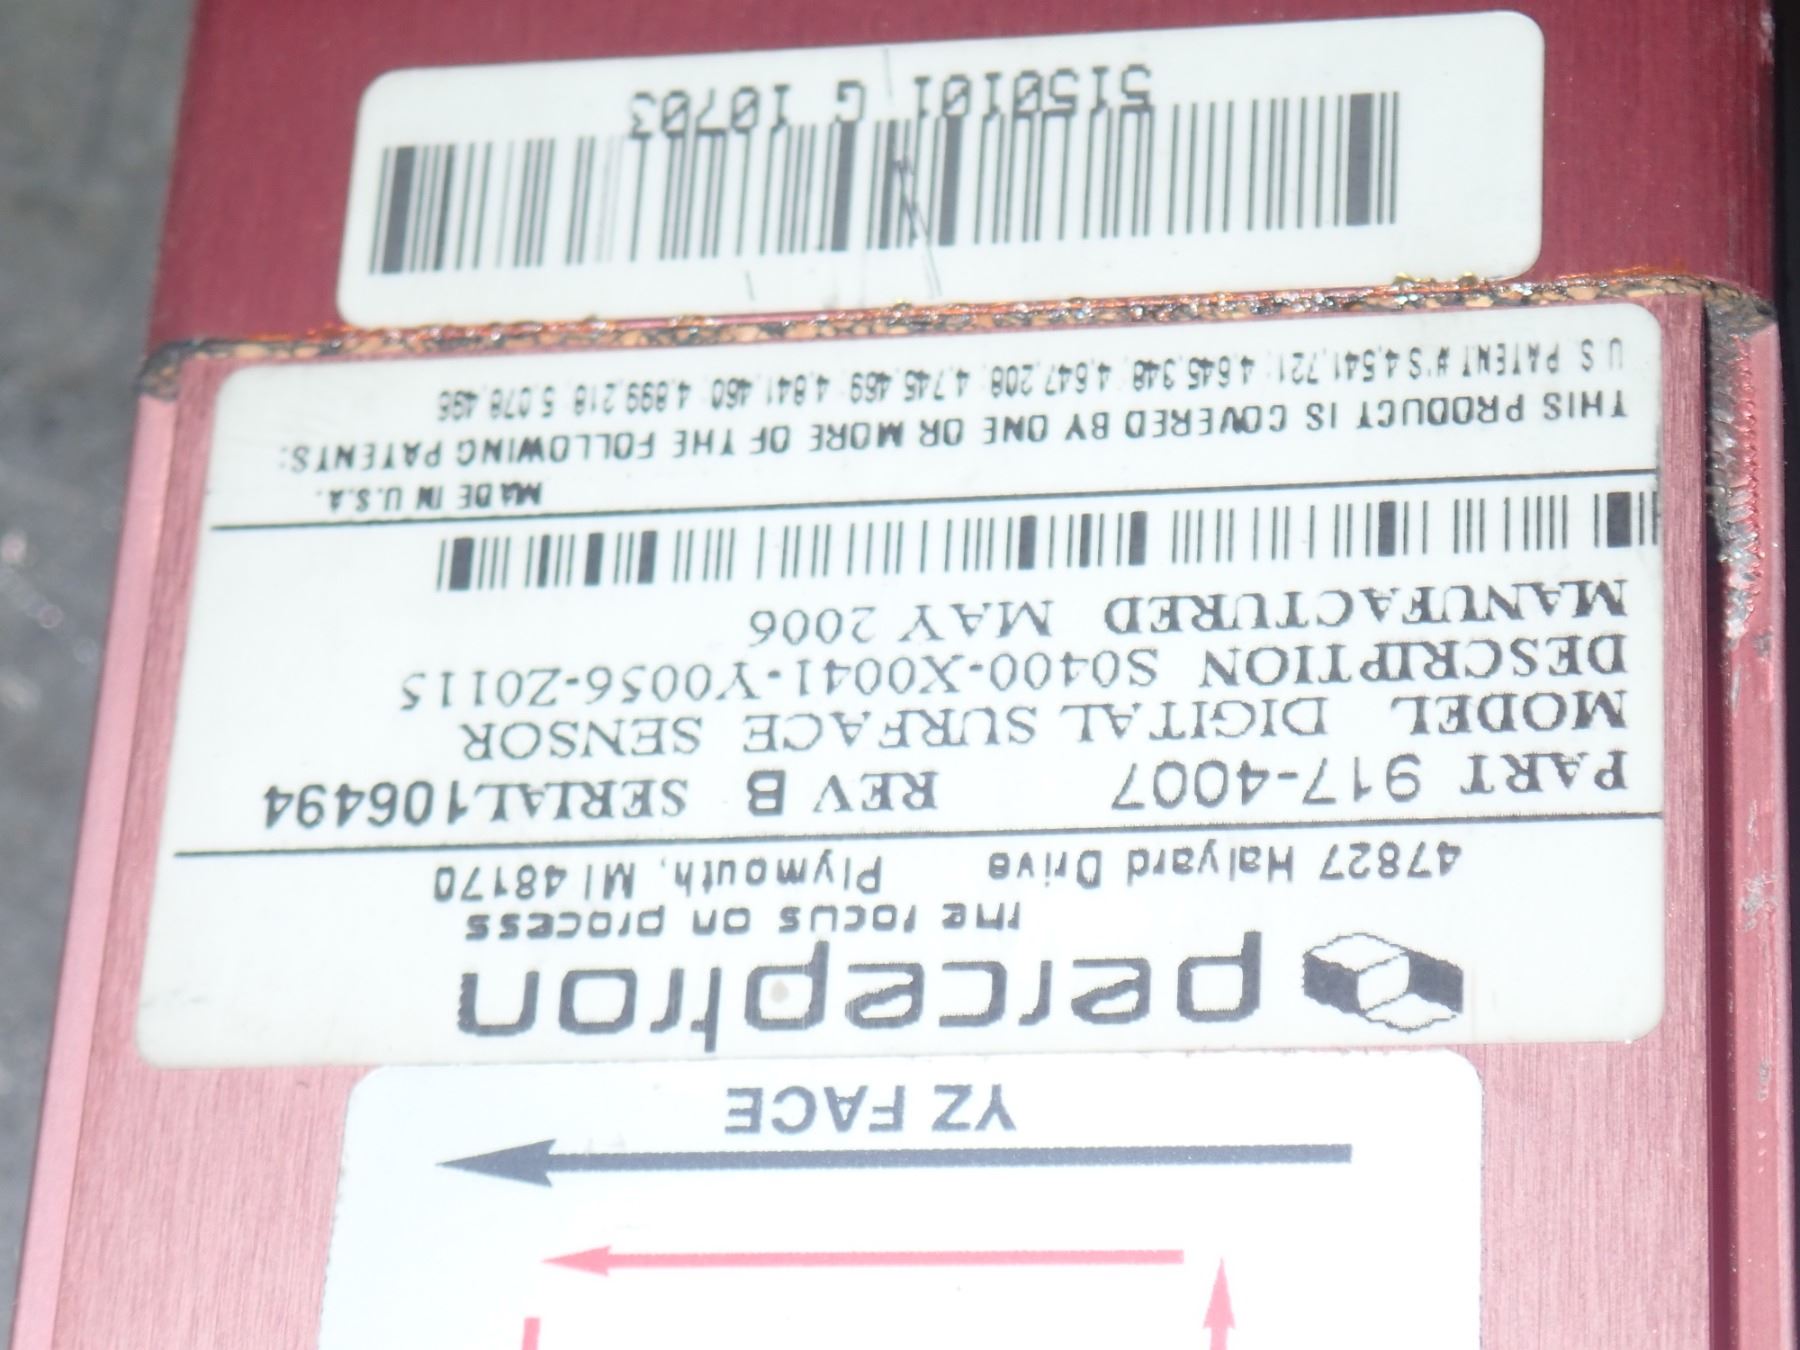 YZ FACE
perceptron
the focus on process
47827 Halyard Drive Plymouth, MI 48170
PART 917-4007 REV B SERIAL106494
MODEL DIGITAL SURFACE SENSOR
DESCRIPTION S0400-X0041-Y0056-Z0115
MANUFACTURED MAY 2006
MADE IN U.S.A.
THIS PRODUCT IS COVERED BY ONE OR MORE OF THE FOLLOWING PATENTS:
U.S. PATENT #'S 4,541,721; 4,645,348; 4,647,208; 4,745,469; 4,841,460; 4,899,218; 5,078,496
5150101 G 10703